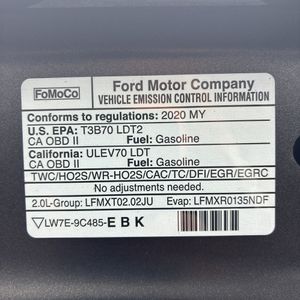 FoMoCo
Ford Motor Company
VEHICLE EMISSION CONTROL INFORMATION
Conforms to regulations: 2020 MY
U.S. EPA: T3B70 LDT2
CA OBD II Fuel: Gasoline
California: ULEV70 LDT
CA OBD II Fuel: Gasoline
TWC/HO2S/WR-HO2S/CAC/TC/DFI/EGR/EGRC
No adjustments needed.
2.0L-Group: LFMXT02.02JU Evap: LFMXR0135NDF
LW7E-9C485-EBK